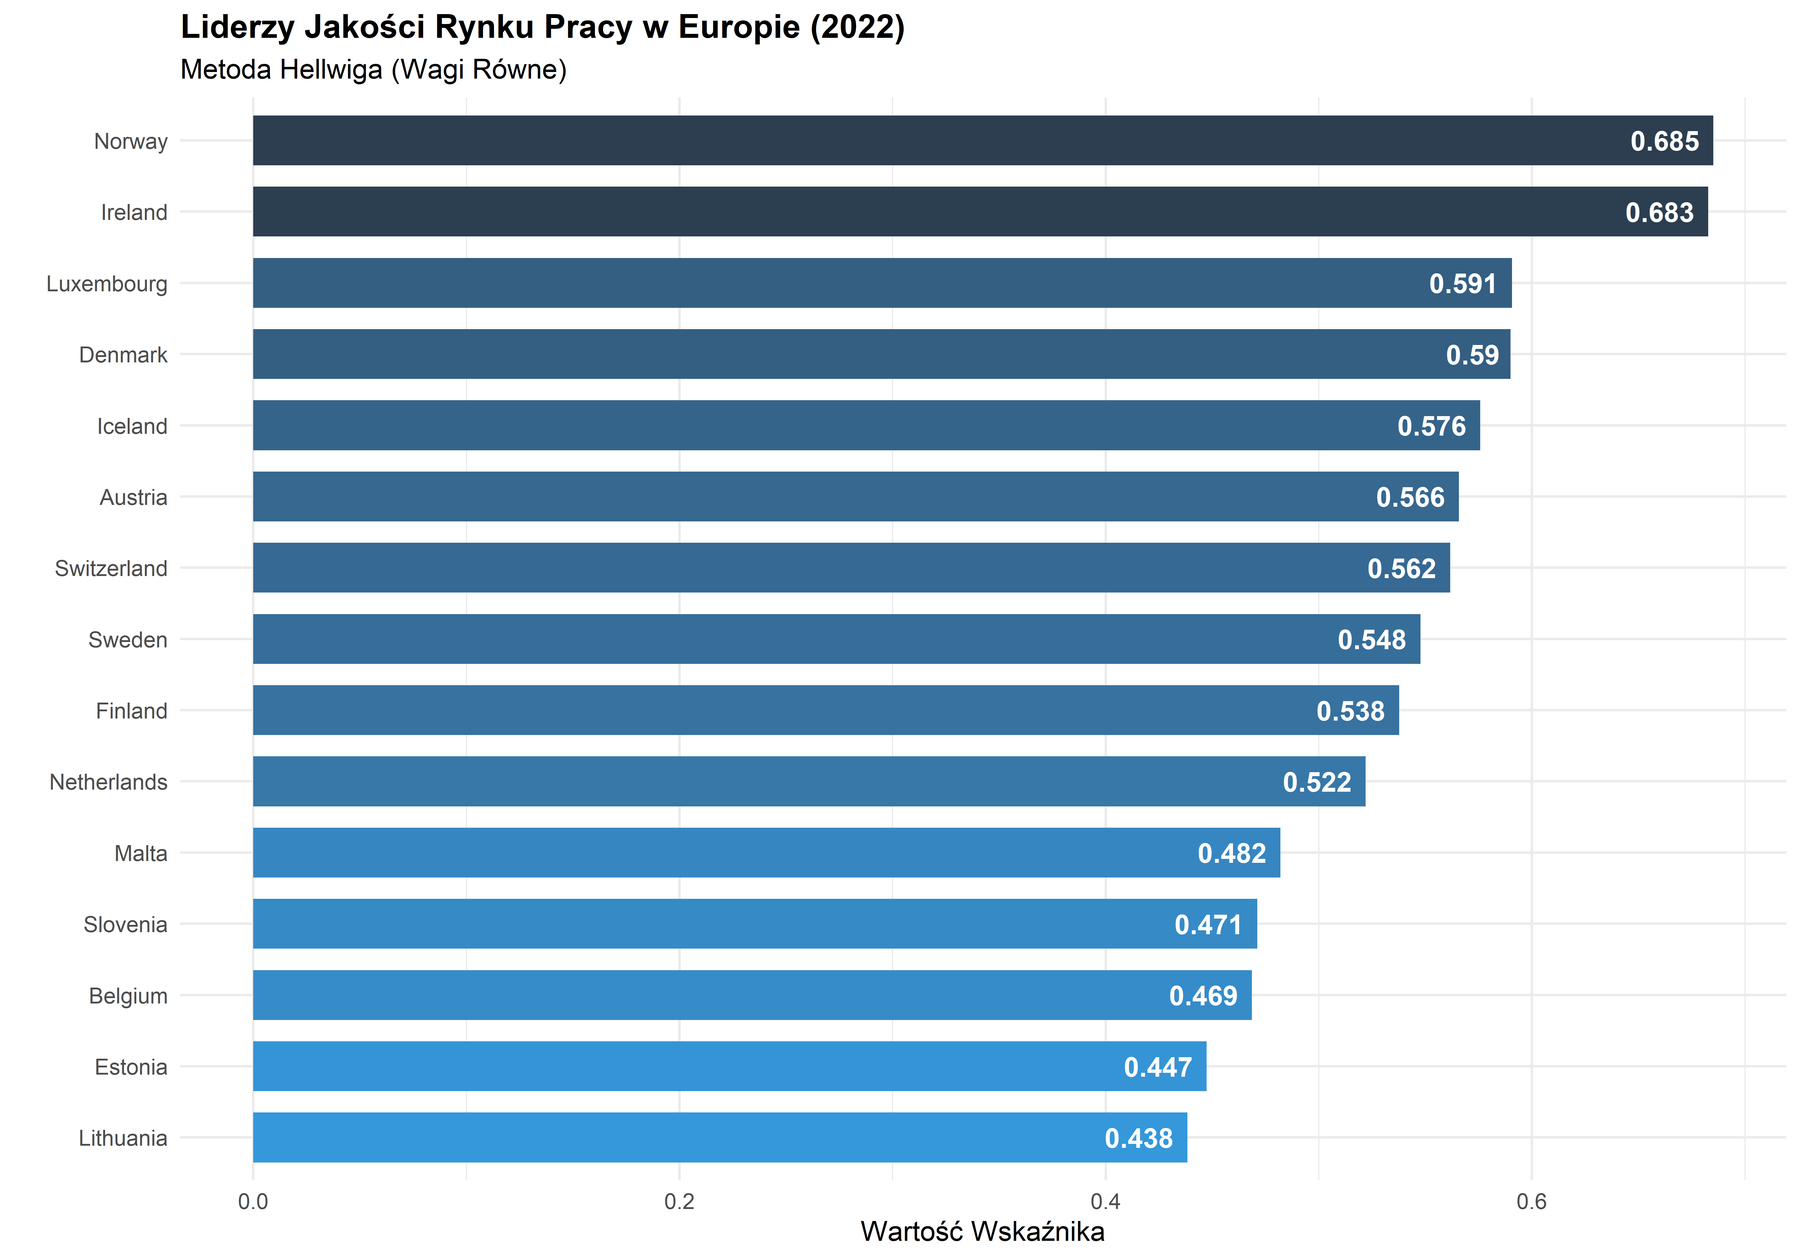 Liderzy Jakości Rynku Pracy w Europie (2022)
Metoda Hellwiga (Wagi Równe)
Norway 0.685
Ireland 0.683
Luxembourg 0.591
Denmark 0.59
Iceland 0.576
Austria 0.566
Switzerland 0.562
Sweden 0.548
Finland 0.538
Netherlands 0.522
Malta 0.482
Slovenia 0.471
Belgium 0.469
Estonia 0.447
Lithuania 0.438
0.0 0.2 0.4 0.6
Wartość Wskaźnika